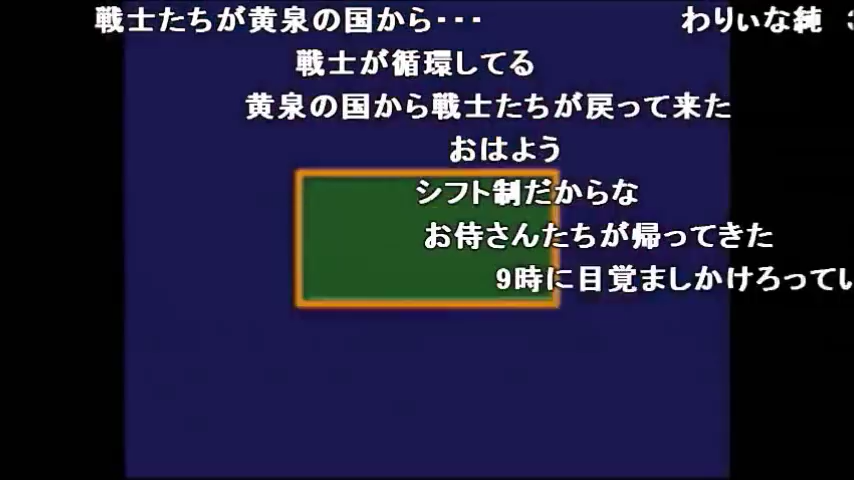 戦士たちが黄泉の国から・・・
わりぃな純
戦士が循環してる
黄泉の国から戦士たちが戻って来た
おはよう
シフト制だからな
お侍さんたちが帰ってきた
9時に目覚ましかけろってい